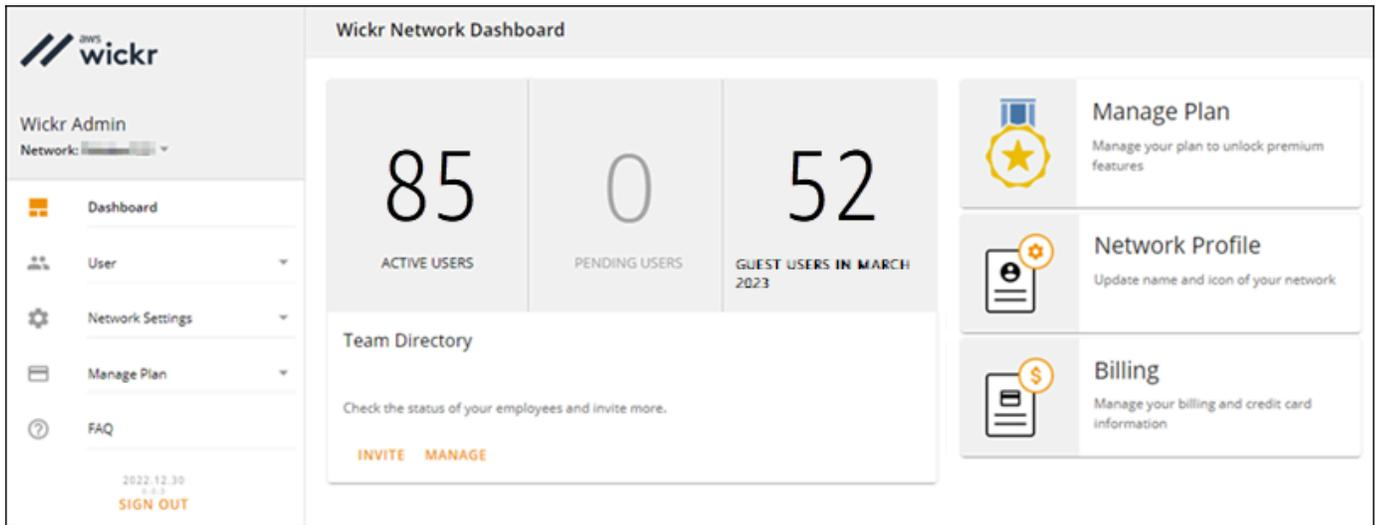 aws
wickr
Wickr Admin
Network:
Dashboard
User
Network Settings
Manage Plan
FAQ
2022.12.30
SIGN OUT
Wickr Network Dashboard
85
ACTIVE USERS
0
PENDING USERS
52
GUEST USERS IN MARCH
2023
Team Directory
Check the status of your employees and invite more.
INVITE MANAGE
Manage Plan
Manage your plan to unlock premium
features
Network Profile
Update name and icon of your network
Billing
Manage your billing and credit card
information
$